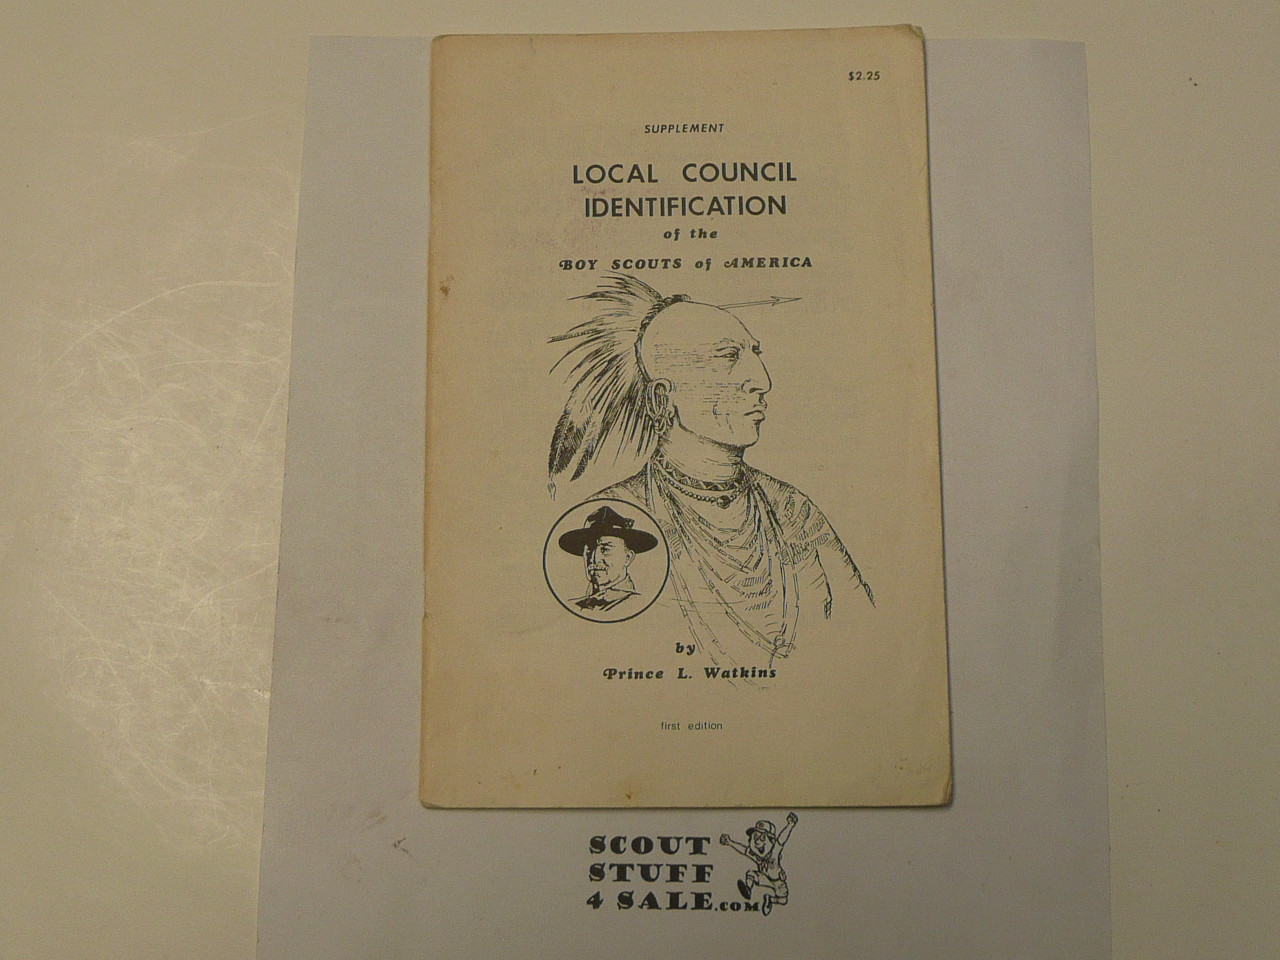 $2.25
SUPPLEMENT
LOCAL COUNCIL
IDENTIFICATION
of the
BOY SCOUTS of AMERICA
by
Prince L. Watkins
first edition
SCOUT
STUFF
4 SALE.COM